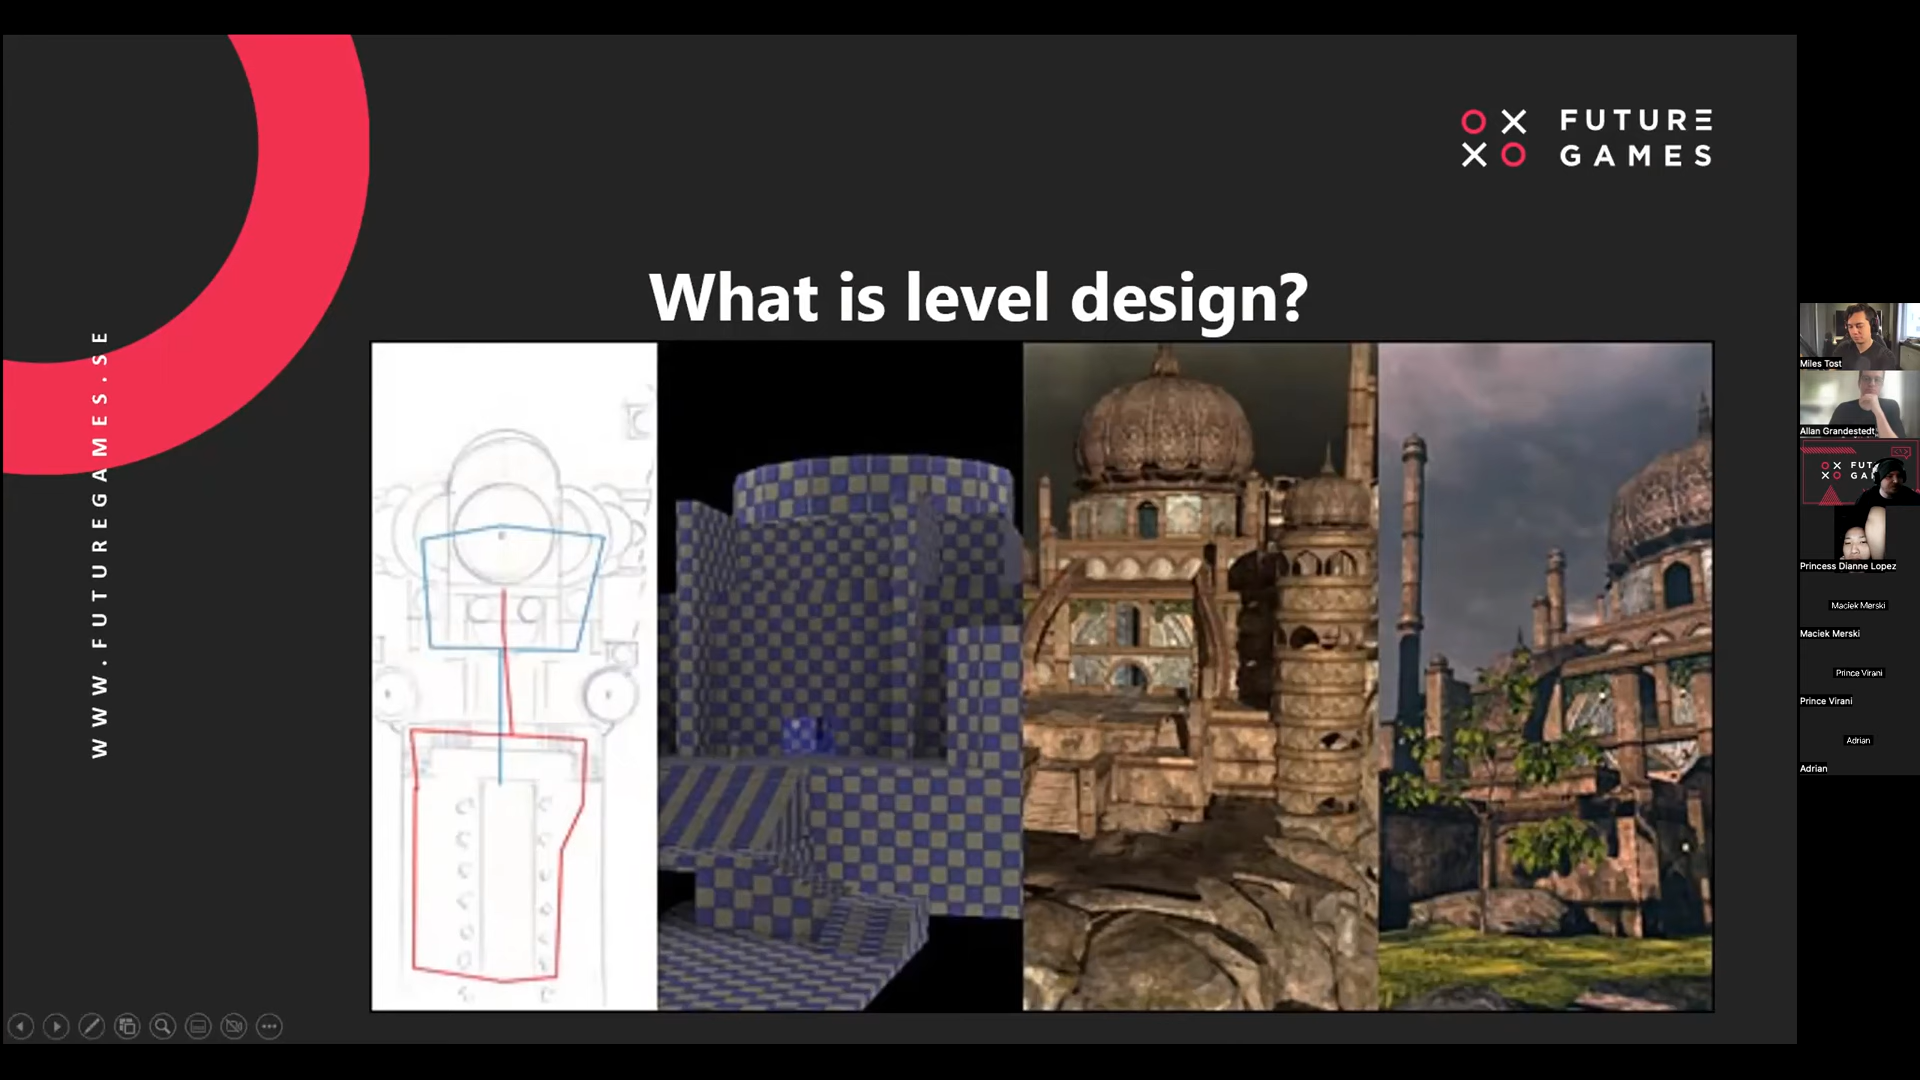 FUTURE
GAMES
What is level design?
WWW.FUTUREGAMES.SE
Miles Tost
Allan Grandestedt
Princess Dianne Lopez
Maciek Merski
Maciek Merski
Prince Virani
Prince Virani
Adrian
Adrian